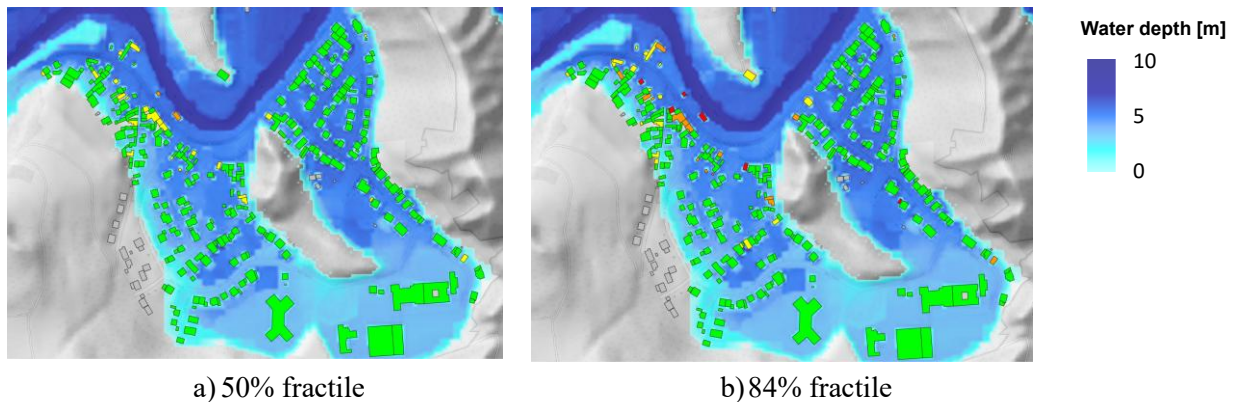 Water depth [m]
10
5
0
a) 50% fractile
b) 84% fractile